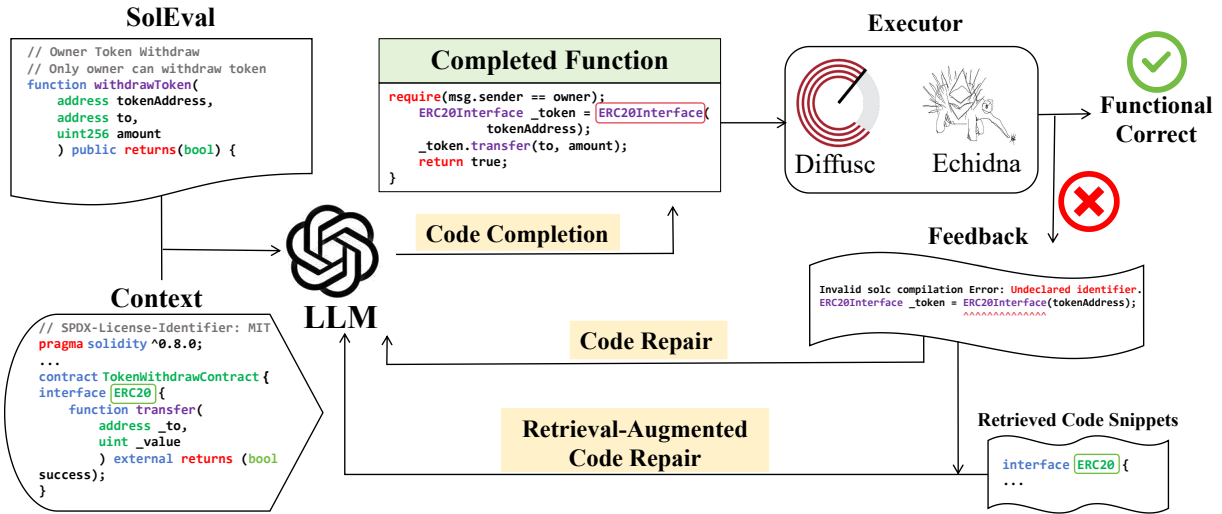 SolEval
// Owner Token Withdraw
// Only owner can withdraw token
function withdrawToken(
address tokenAddress,
address to,
uint256 amount
) public returns(bool) {
Context
// SPDX-License-Identifier: MIT
pragma solidity ^0.8.0;
...
contract TokenWithdrawContract {
interface ERC20 {
function transfer(
address _to,
uint _value
) external returns (bool
success);
}
LLM
Code Completion
Completed Function
require(msg.sender == owner);
ERC20Interface _token = ERC20Interface(
tokenAddress);
_token.transfer(to, amount);
return true;
}
Executor
Diffusc
Echidna
Functional
Correct
Feedback
Invalid solc compilation Error: Undeclared identifier.
ERC20Interface _token = ERC20Interface(tokenAddress);
^^^^^^^^^^^^^^
Code Repair
Retrieval-Augmented
Code Repair
Retrieved Code Snippets
interface ERC20 {
...